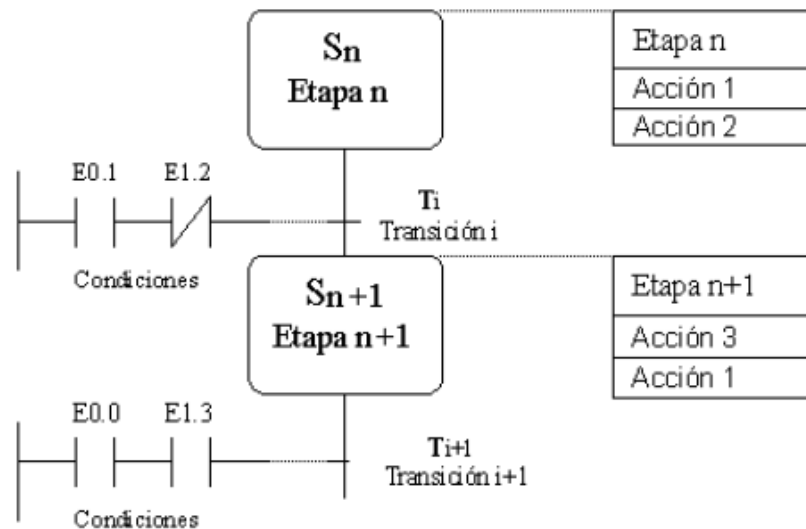 Sn
Etapa n
Etapa n
Acción 1
Acción 2
E0.1 E1.2
Condiciones
Ti
Transición i
Sn+1
Etapa n+1
Etapa n+1
Acción 3
Acción 1
E0.0 E1.3
Condiciones
Ti+1
Transición i+1